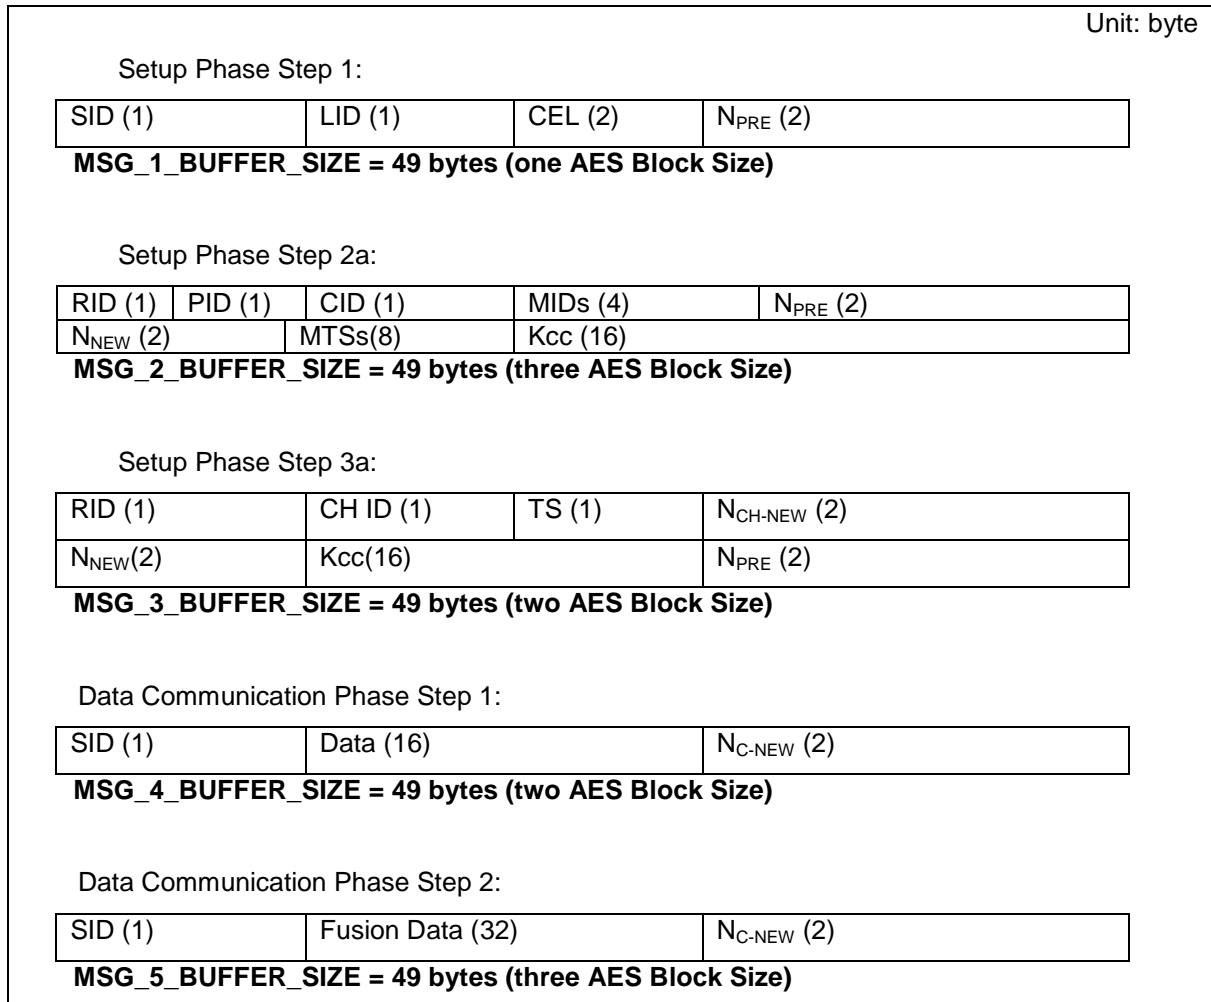 Unit: byte
Setup Phase Step 1:
SID (1) LID (1) CEL (2) NPRE (2)
MSG_1_BUFFER_SIZE = 49 bytes (one AES Block Size)
Setup Phase Step 2a:
RID (1) PID (1) CID (1) MIDs (4) NPRE (2)
NNEW (2) MTSs(8) Kcc (16)
MSG_2_BUFFER_SIZE = 49 bytes (three AES Block Size)
Setup Phase Step 3a:
RID (1) CH ID (1) TS (1) NCH-NEW (2)
NNEW(2) Kcc(16) NPRE (2)
MSG_3_BUFFER_SIZE = 49 bytes (two AES Block Size)
Data Communication Phase Step 1:
SID (1) Data (16) NC-NEW (2)
MSG_4_BUFFER_SIZE = 49 bytes (two AES Block Size)
Data Communication Phase Step 2:
SID (1) Fusion Data (32) NC-NEW (2)
MSG_5_BUFFER_SIZE = 49 bytes (three AES Block Size)